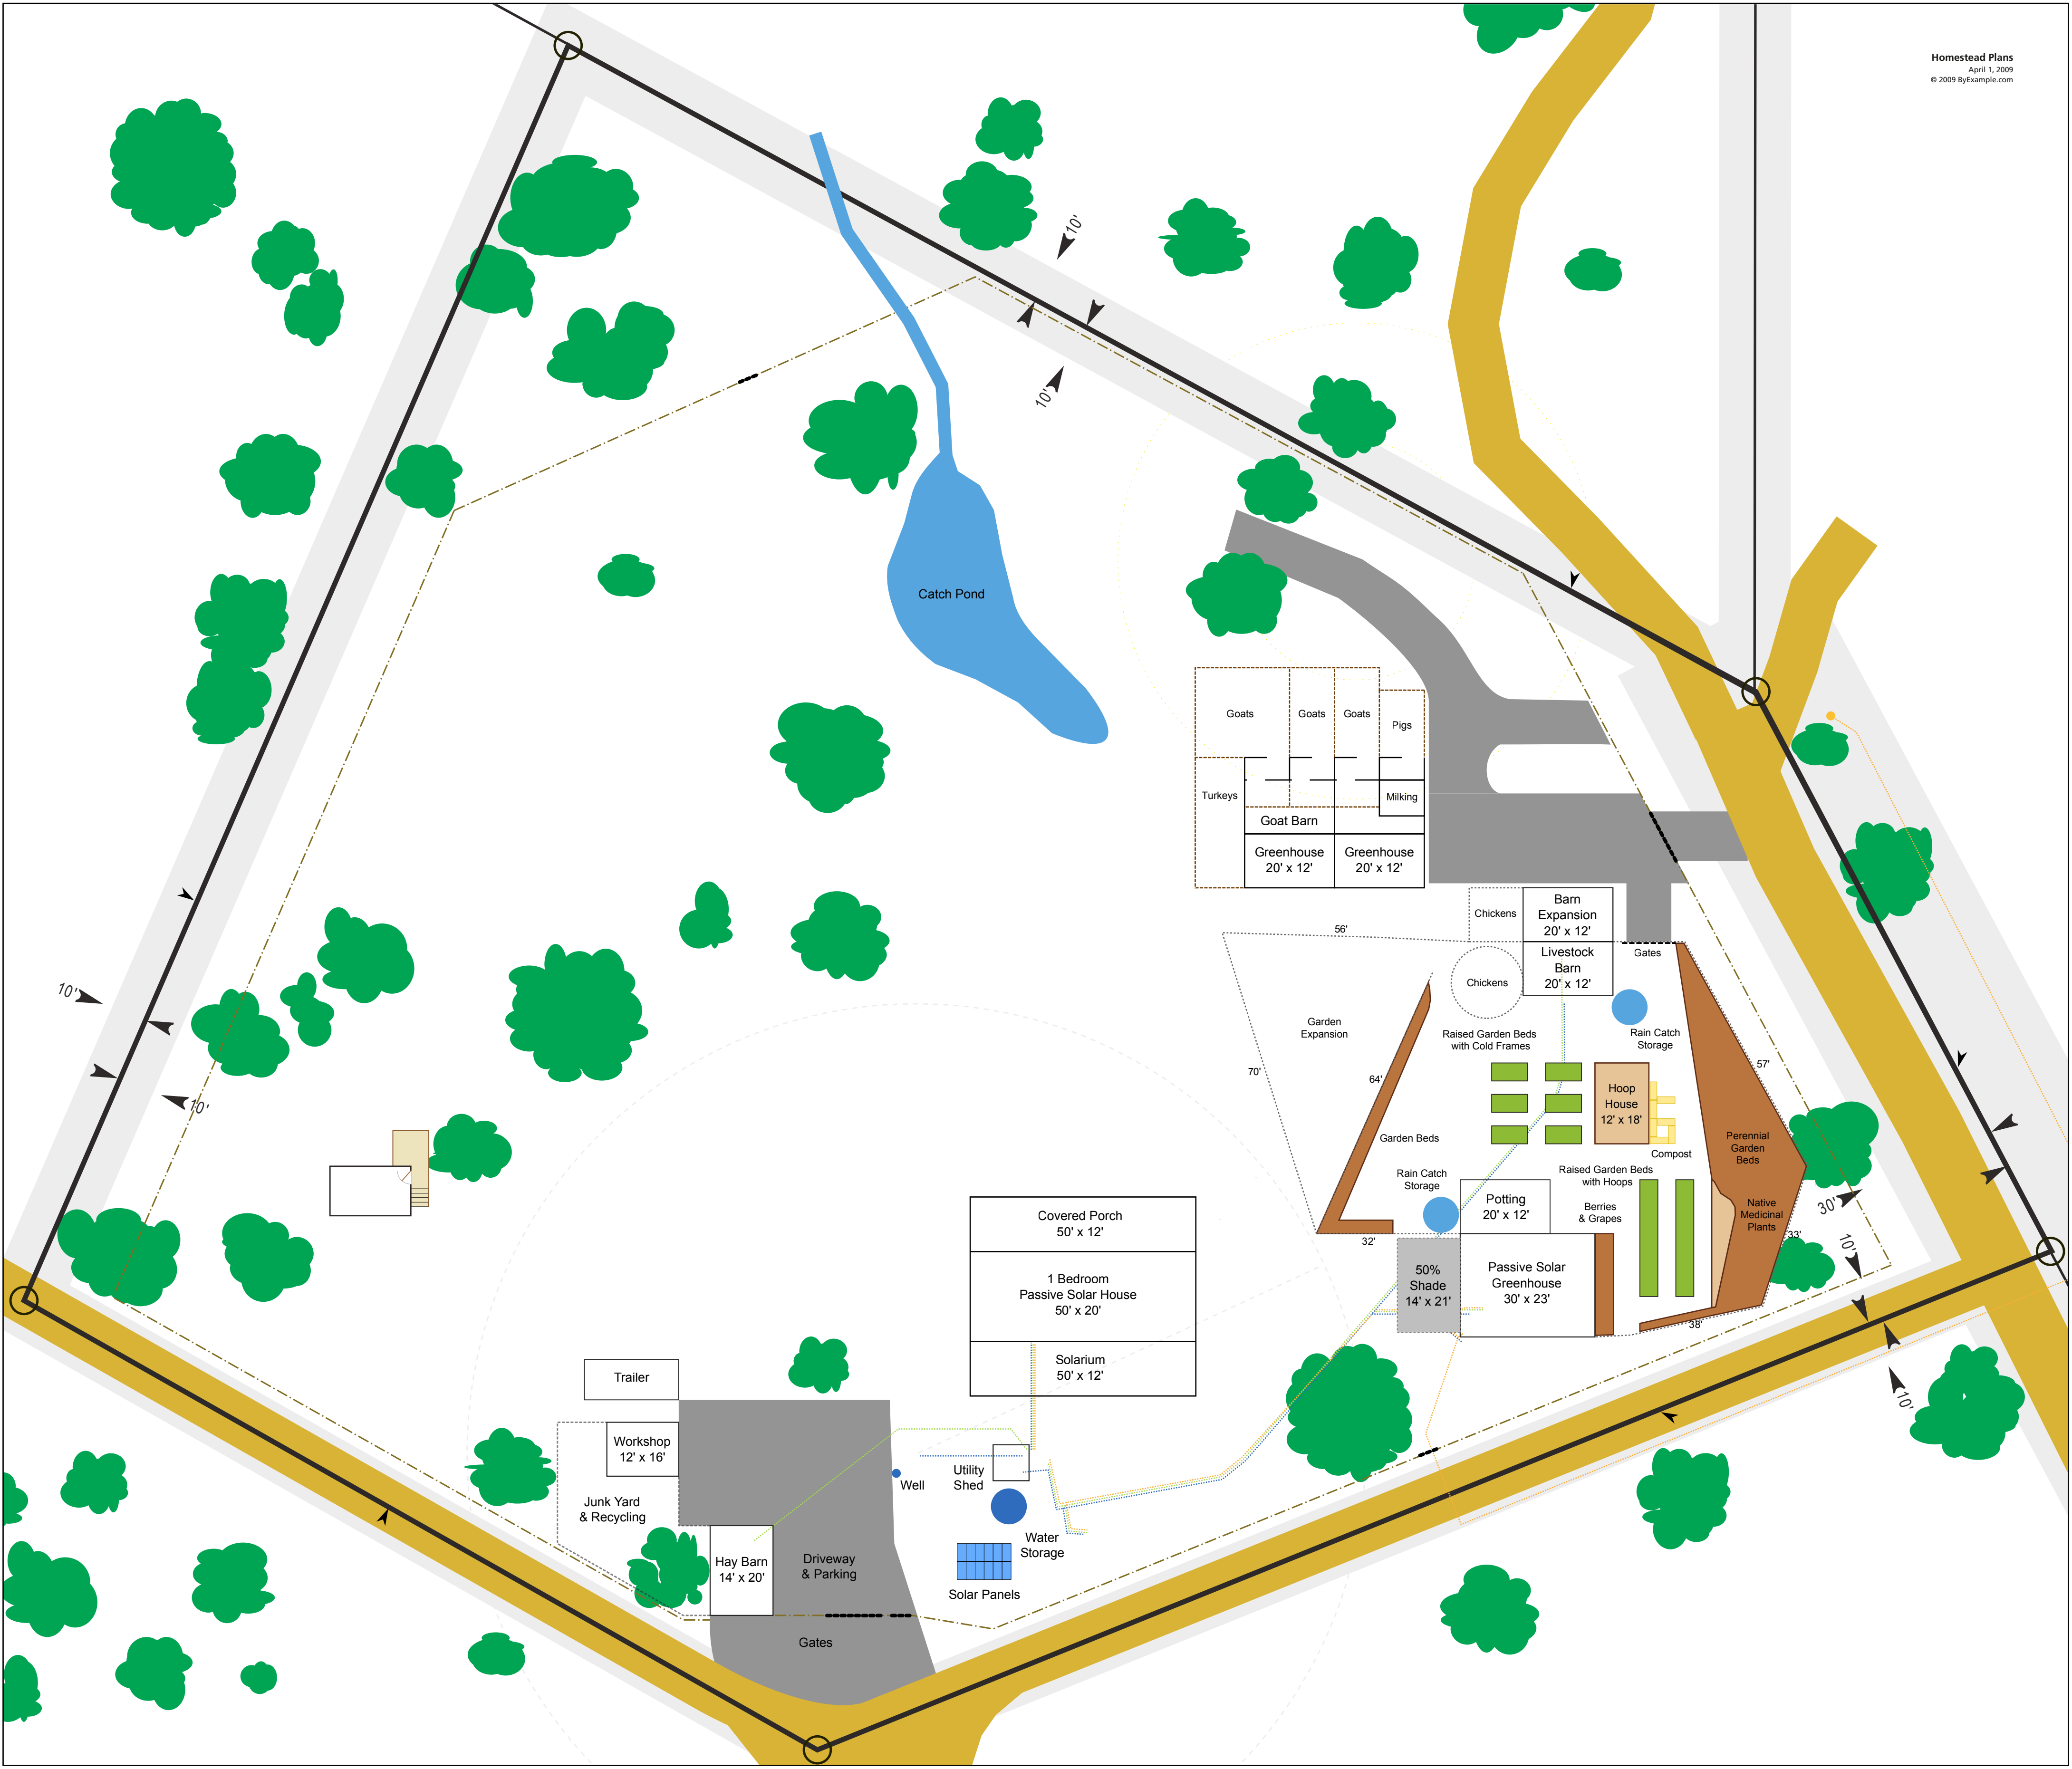 Homestead Plans
April 1, 2009
© 2009 ByExample.com
10'
10'
Catch Pond
Goats
Goats
Goats
Pigs
Turkeys
Milking
Goat Barn
Greenhouse
20' x 12'
Greenhouse
20' x 12'
Chickens
Barn
Expansion
20' x 12'
56'
Livestock
Barn
20' x 12'
Gates
Chickens
10'
10'
Garden
Expansion
Raised Garden Beds
with Cold Frames
Rain Catch
Storage
70'
64'
57'
Hoop
House
12' x 18'
Garden Beds
Perennial
Garden
Beds
Compost
Rain Catch
Storage
Raised Garden Beds
with Hoops
Potting
20' x 12'
Berries
& Grapes
Native
Medicinal
Plants
30'
33'
10'
32'
Covered Porch
50' x 12'
1 Bedroom
Passive Solar House
50' x 20'
Solarium
50' x 12'
50%
Shade
14' x 21'
Passive Solar
Greenhouse
30' x 23'
38'
10'
Trailer
Workshop
12' x 16'
Junk Yard
& Recycling
Well
Utility
Shed
Water
Storage
Hay Barn
14' x 20'
Driveway
& Parking
Solar Panels
Gates